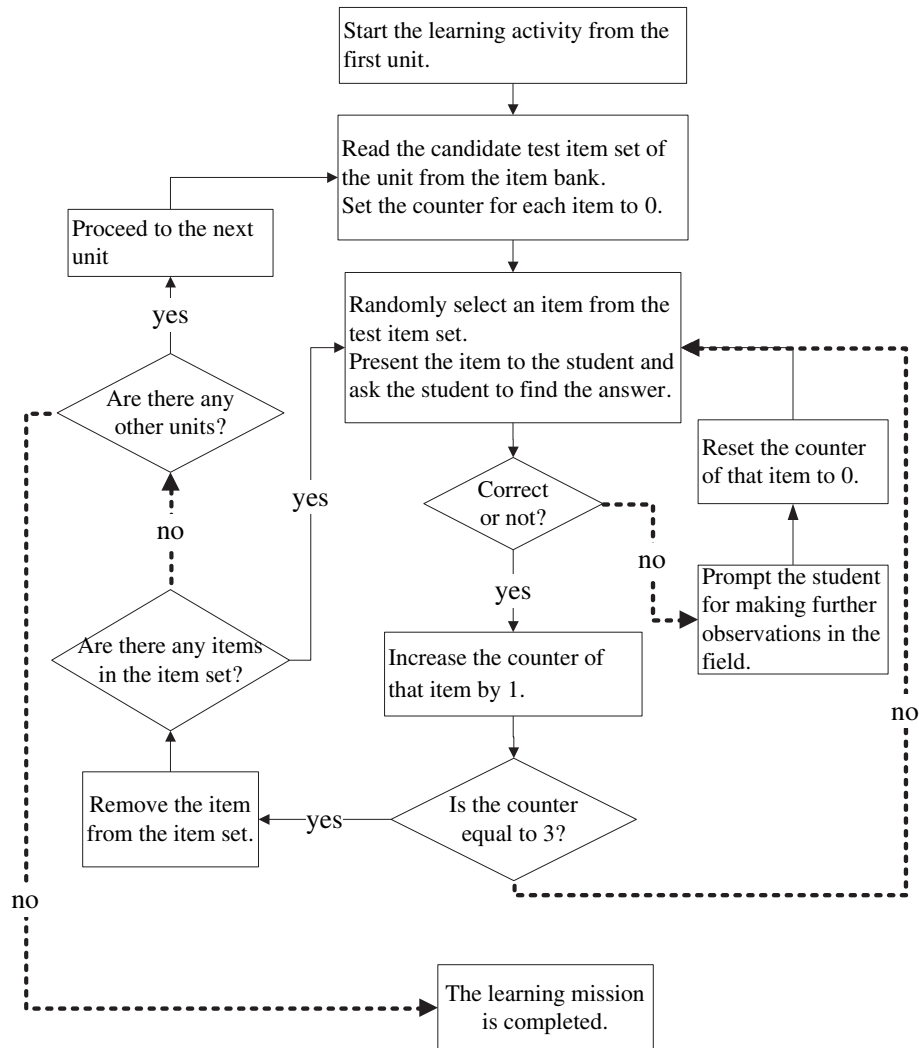 Start the learning activity from the
first unit.
Read the candidate test item set of
the unit from the item bank.
Set the counter for each item to 0.
Proceed to the next
unit
yes
Randomly select an item from the
test item set.
Present the item to the student and
ask the student to find the answer.
Are there any
other units?
yes
Reset the counter
of that item to 0.
Correct
or not?
no
no
yes
Prompt the student
for making further
observations in the
field.
Are there any items
in the item set?
Increase the counter of
that item by 1.
no
Remove the item
from the item set.
yes
Is the counter
equal to 3?
no
The learning mission
is completed.